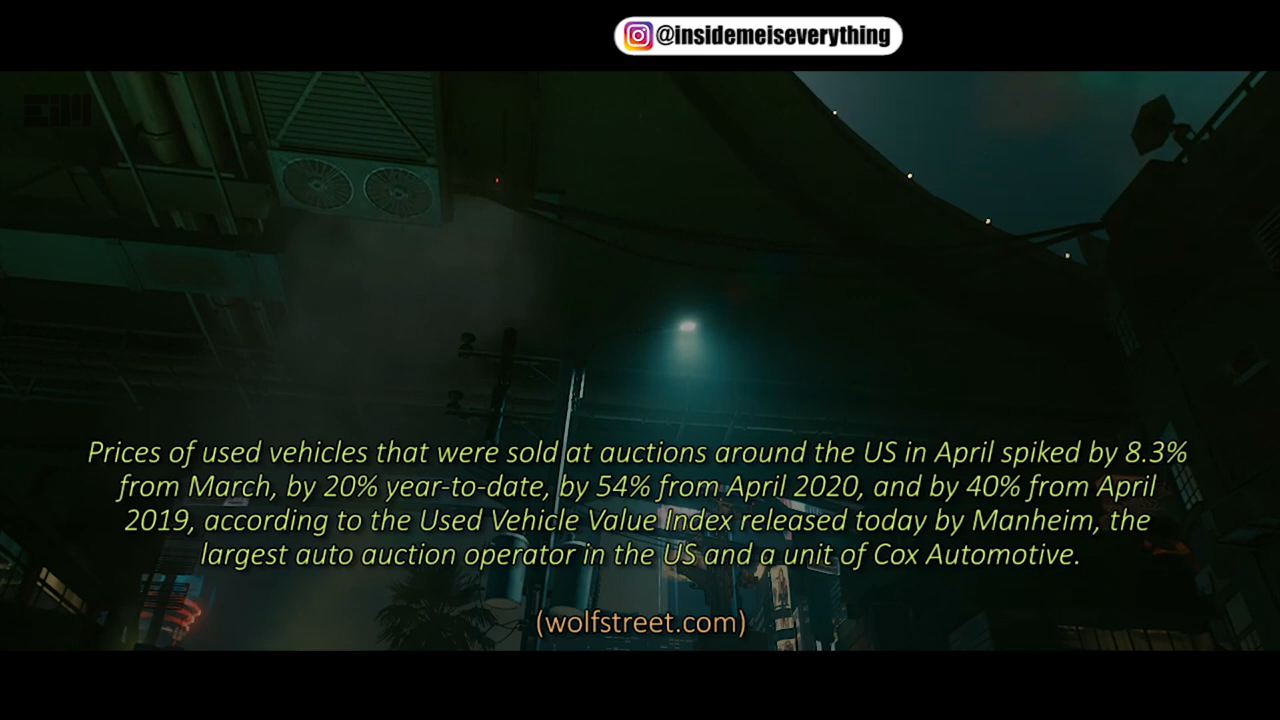 @insidemeiseverything
EiM
Prices of used vehicles that were sold at auctions around the US in April spiked by 8.3%
from March, by 20% year-to-date, by 54% from April 2020, and by 40% from April
2019, according to the Used Vehicle Value Index released today by Manheim, the
largest auto auction operator in the US and a unit of Cox Automotive.
(wolfstreet.com)